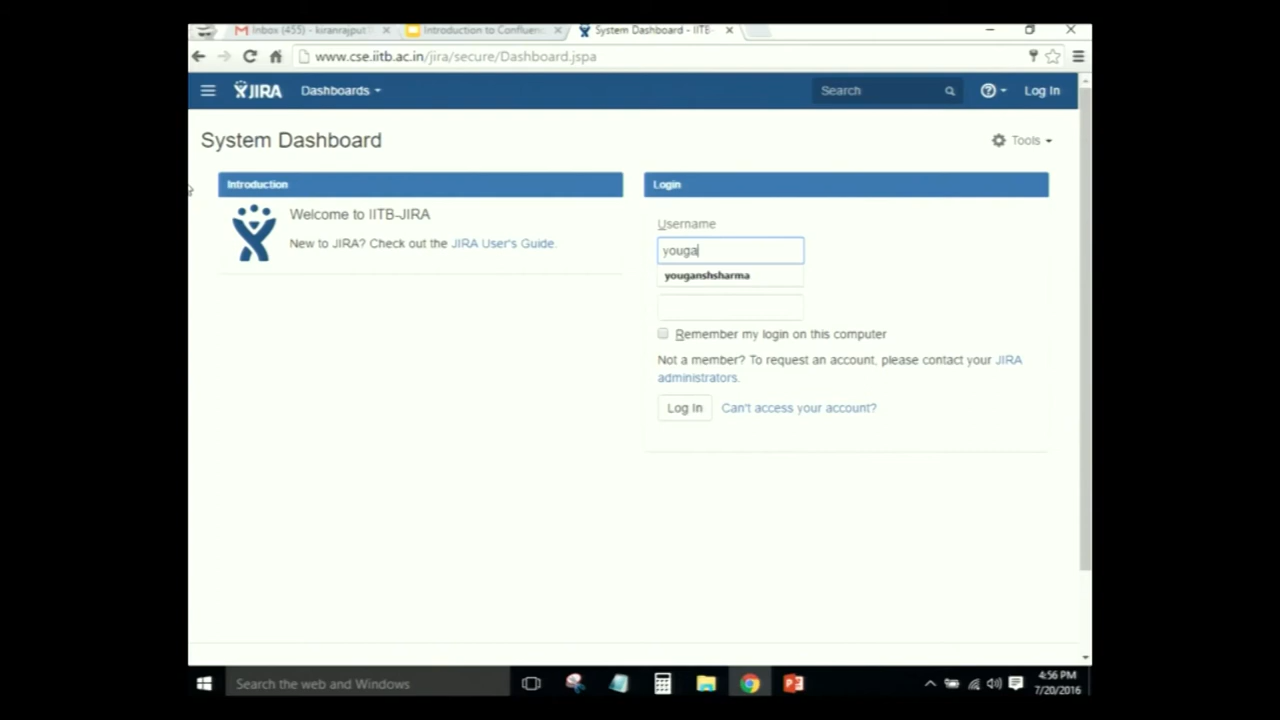 Inbox (455) - kiranrajput
Introduction to Confluen
System Dashboard - IITB-
www.cse.iitb.ac.in/jira/secure/Dashboard.jspa
JIRA Dashboards Search Log In
System Dashboard
Tools
Introduction
Welcome to IITB-JIRA
New to JIRA? Check out the JIRA User's Guide.
Login
Username
youga
youganshsharma
Remember my login on this computer
Not a member? To request an account, please contact your JIRA
administrators.
Log In Can't access your account?
Search the web and Windows
4:56 PM
7/20/2016